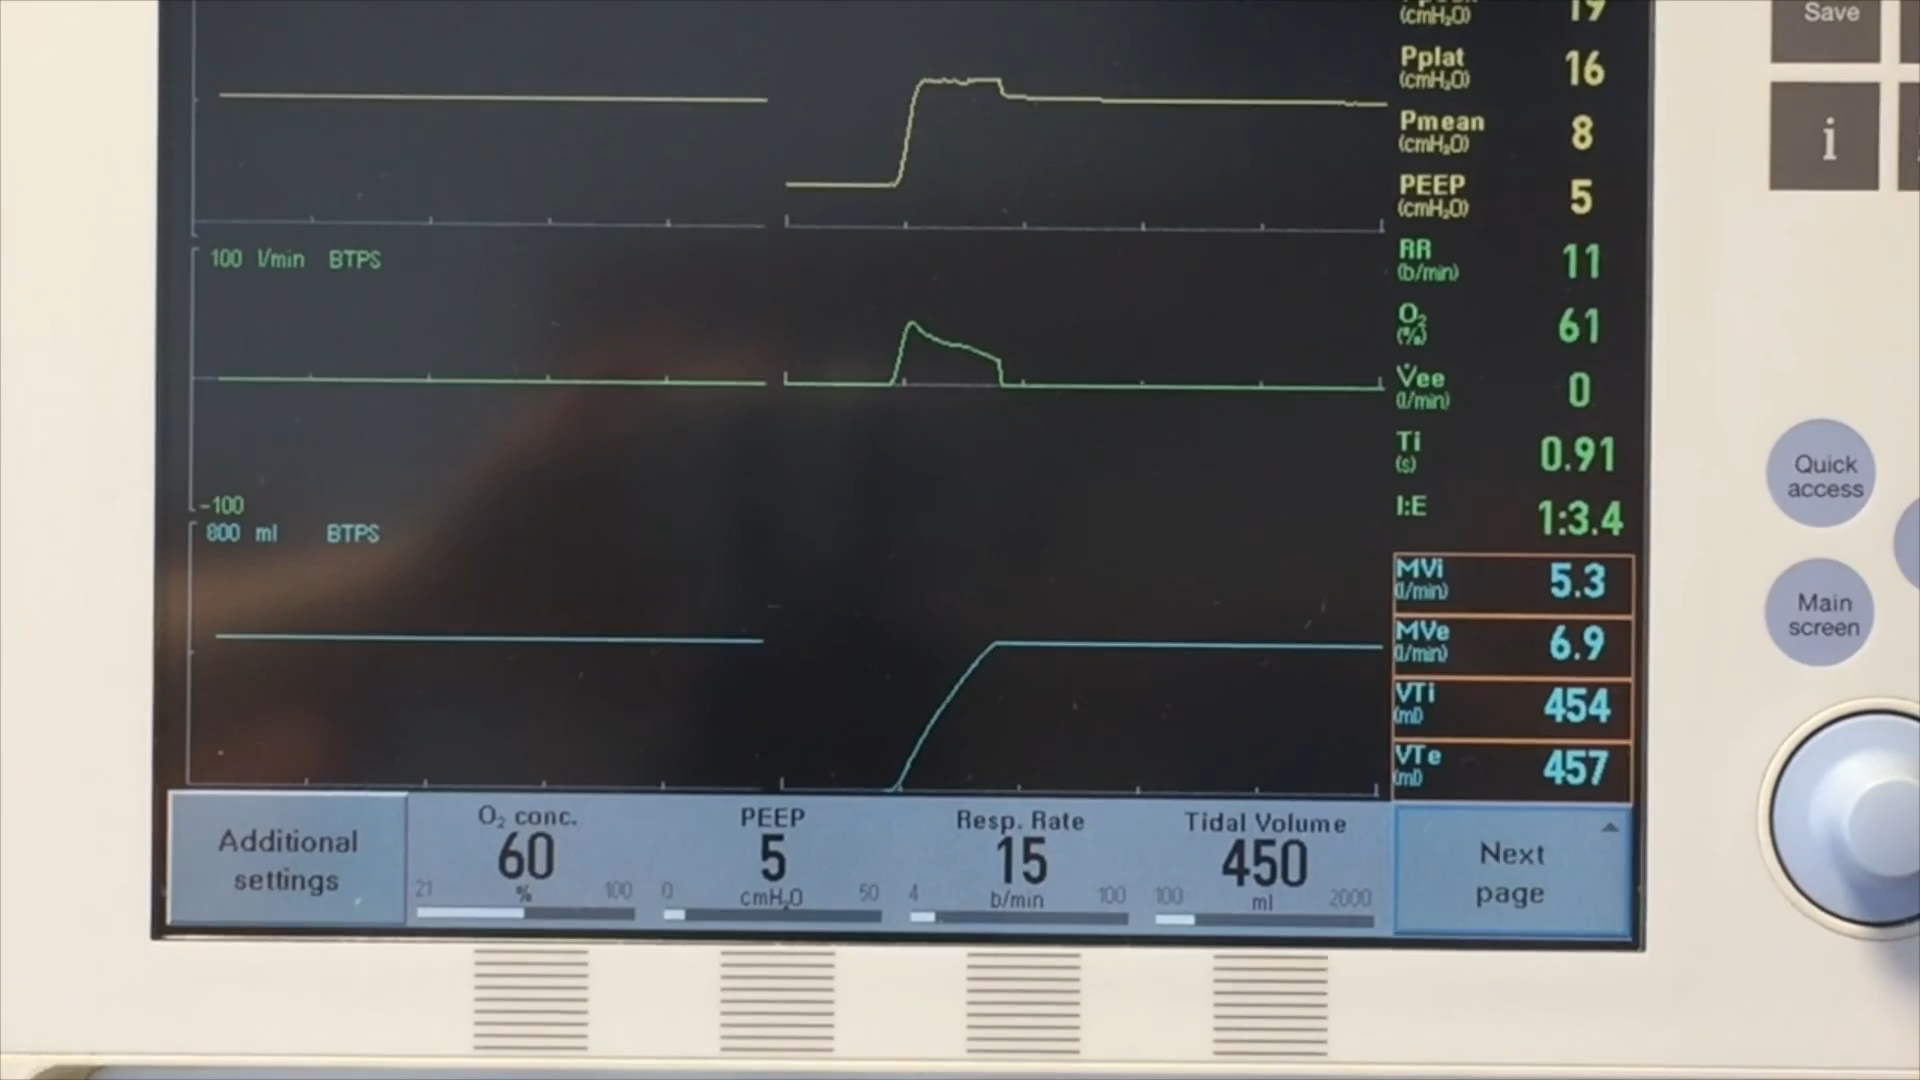 (cmH₂O) 19
Save
Pplat
(cmH₂O) 16
i
Pmean
(cmH₂O) 8
PEEP
(cmH₂O) 5
100 l/min BTPS
RR
(b/min) 11
O₂
(%) 61
V̇ee
(l/min) 0
Ti
(s) 0.91
Quick
access
-100
I:E 1:3.4
800 ml BTPS
MVi
(l/min) 5.3
Main
screen
MVe
(l/min) 6.9
VTi
(ml) 454
VTe
(ml) 457
Additional
settings
O₂ conc.
60
21 % 100
PEEP
5
0 cmH₂O 50
Resp. Rate
15
4 b/min 100
Tidal Volume
450
100 ml 2000
Next
page